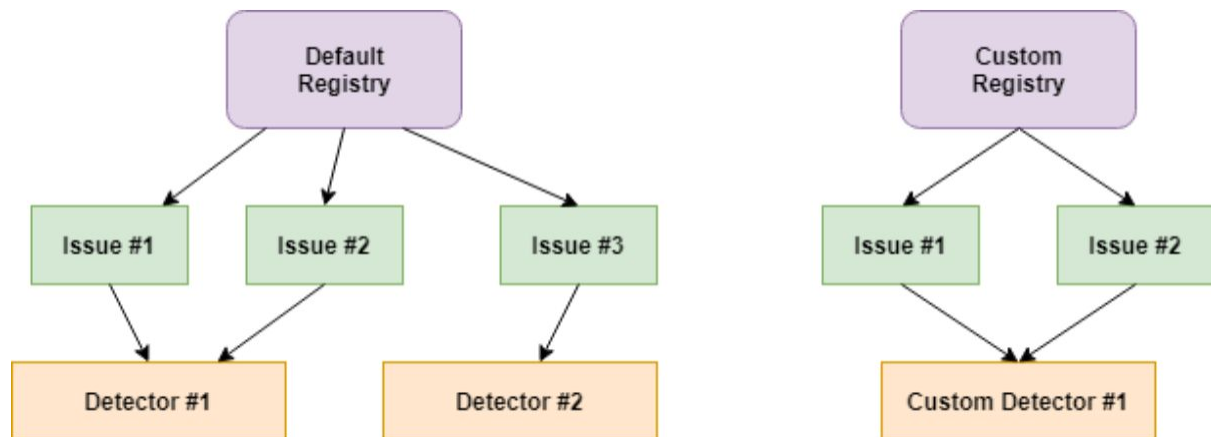 Default
Registry
Custom
Registry
Issue #1
Issue #2
Issue #3
Issue #1
Issue #2
Detector #1
Detector #2
Custom Detector #1